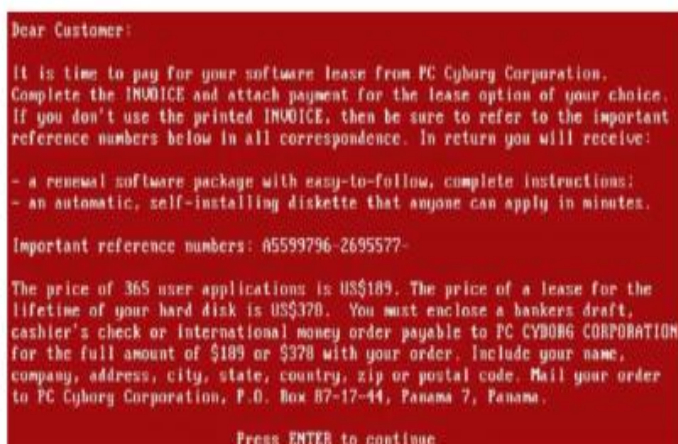 Dear Customer:
It is time to pay for your software lease from PC Cyborg Corporation.
Complete the INVOICE and attach payment for the lease option of your choice.
If you don't use the printed INVOICE, then be sure to refer to the important
reference numbers below in all correspondence. In return you will receive:
- a renewal software package with easy-to-follow, complete instructions;
- an automatic, self-installing diskette that anyone can apply in minutes.
Important reference numbers: A5599796-2695577-
The price of 365 user applications is US$189. The price of a lease for the
lifetime of your hard disk is US$378. You must enclose a bankers draft,
cashier's check or international money order payable to PC CYBORG CORPORATION
for the full amount of $189 or $378 with your order. Include your name,
company, address, city, state, country, zip or postal code. Mail your order
to PC Cyborg Corporation, P.O. Box 87-17-44, Panama 7, Panama.
Press ENTER to continue